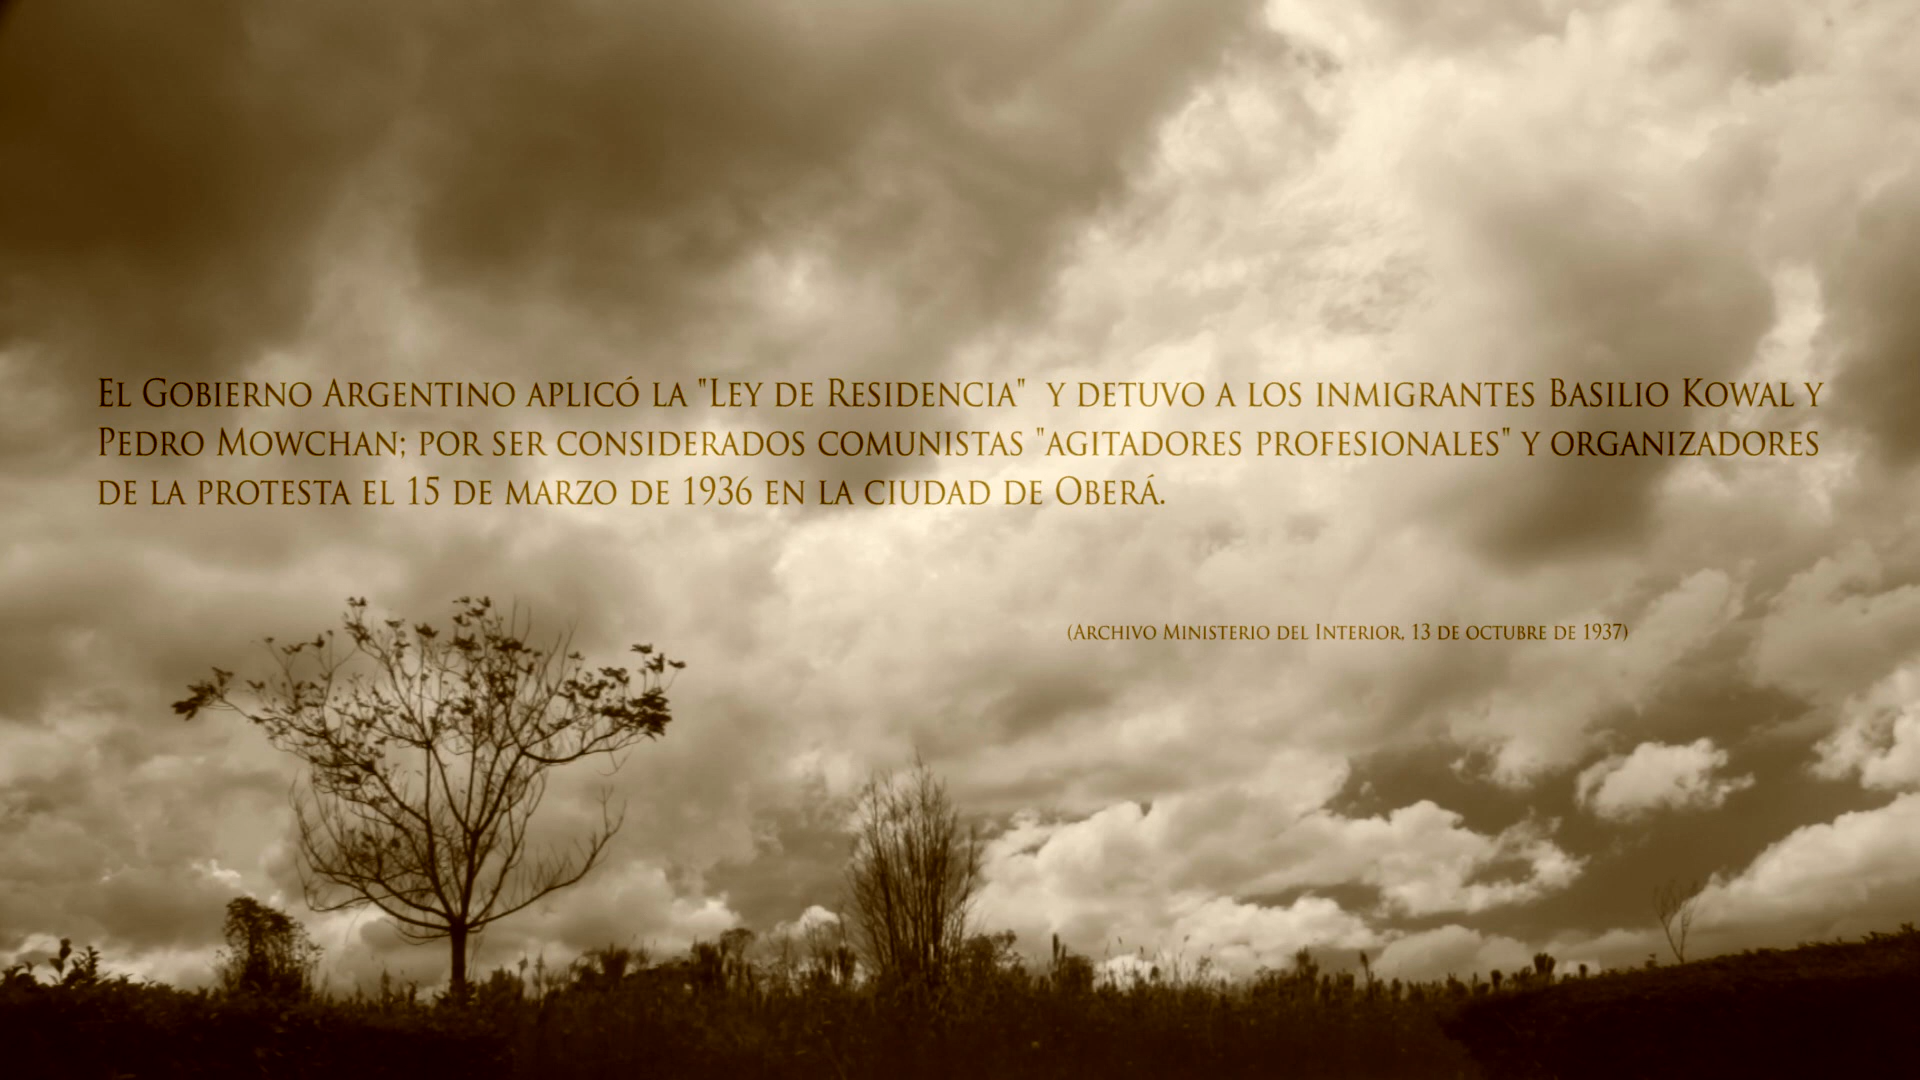 El Gobierno Argentino aplicó la "Ley de Residencia" y detuvo a los inmigrantes Basilio Kowal y
Pedro Mowchan; por ser considerados comunistas "agitadores profesionales" y organizadores
de la protesta el 15 de marzo de 1936 en la ciudad de Oberá.
(Archivo Ministerio del Interior, 13 de octubre de 1937)